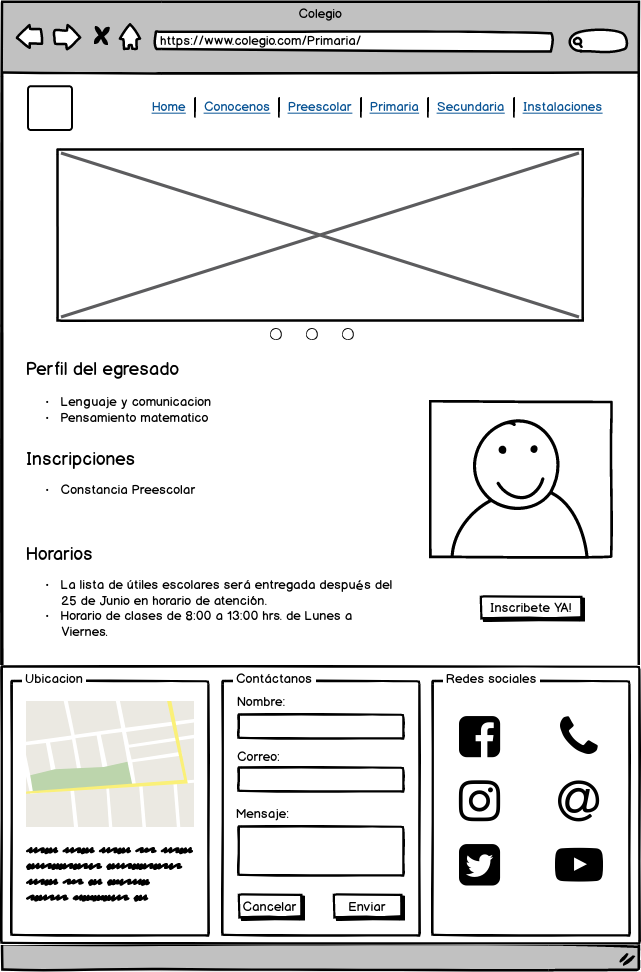 Colegio
https://www.colegio.com/Primaria/
Home | Conocenos | Preescolar | Primaria | Secundaria | Instalaciones
Perfil del egresado
· Lenguaje y comunicacion
· Pensamiento matematico
Inscripciones
· Constancia Preescolar
Horarios
· La lista de útiles escolares será entregada después del
25 de Junio en horario de atención.
· Horario de clases de 8:00 a 13:00 hrs. de Lunes a
Viernes.
Inscribete YA!
Ubicacion
Contáctanos
Nombre:
Correo:
Mensaje:
Cancelar
Enviar
Redes sociales
@